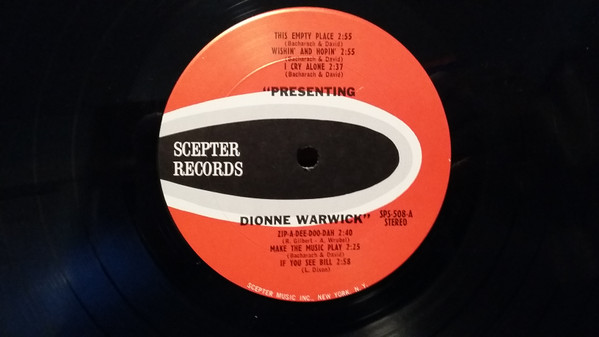 THIS EMPTY PLACE 2:55
(Bacharach & David)
WISHIN' AND HOPIN' 2:55
(Bacharach & David)
I CRY ALONE 2:37
(Bacharach & David)
"PRESENTING
SCEPTER
RECORDS
DIONNE WARWICK"
SPS-508-A
STEREO
ZIP-A-DEE-DOO-DAH 2:40
(R. Gilbert - A. Wrubel)
MAKE THE MUSIC PLAY 2:25
(Bacharach & David)
IF YOU SEE BILL 2:58
(L. Dixon)
SCEPTER MUSIC INC., NEW YORK, N. Y.